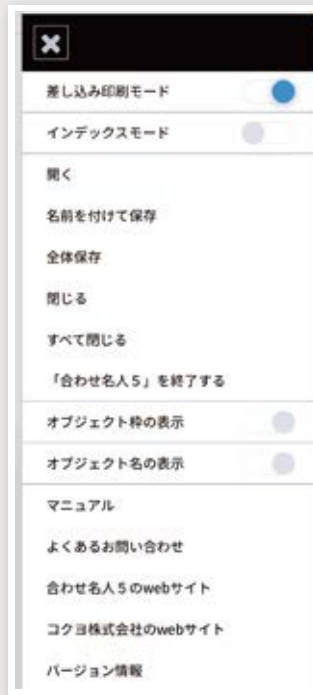 差し込み印刷モード
インデックスモード
開く
名前を付けて保存
全体保存
閉じる
すべて閉じる
「合わせ名人5」を終了する
オブジェクト枠の表示
オブジェクト名の表示
マニュアル
よくあるお問い合わせ
合わせ名人5のwebサイト
コクヨ株式会社のwebサイト
バージョン情報